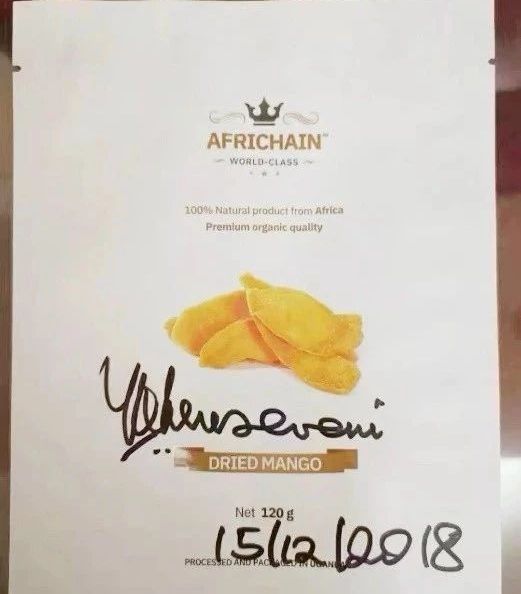 AFRICHAIN™
WORLD-CLASS
100% Natural product from Africa
Premium organic quality
DRIED MANGO
Net 120 g
15/12/2018
PROCESSED AND PACKAGED IN UGANDA